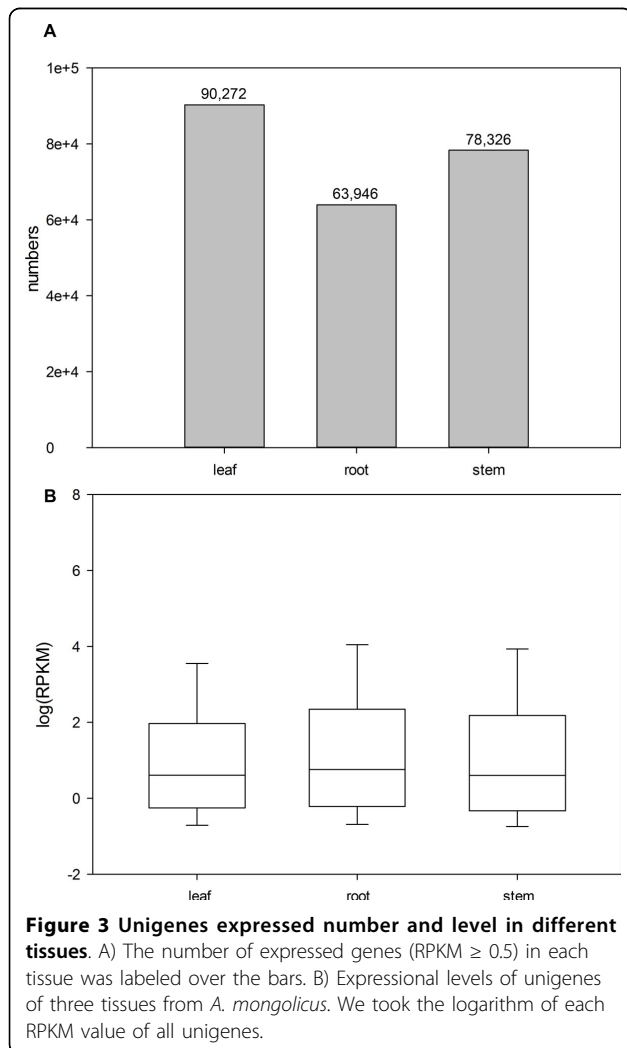 A
1e+5
8e+4
6e+4
4e+4
2e+4
0
numbers
90,272
63,946
78,326
leaf root stem
B
8
6
4
2
0
-2
log(RPKM)
leaf root stem
Figure 3 Unigenes expressed number and level in different
tissues. A) The number of expressed genes (RPKM ≥ 0.5) in each
tissue was labeled over the bars. B) Expressional levels of unigenes
of three tissues from A. mongolicus. We took the logarithm of each
RPKM value of all unigenes.